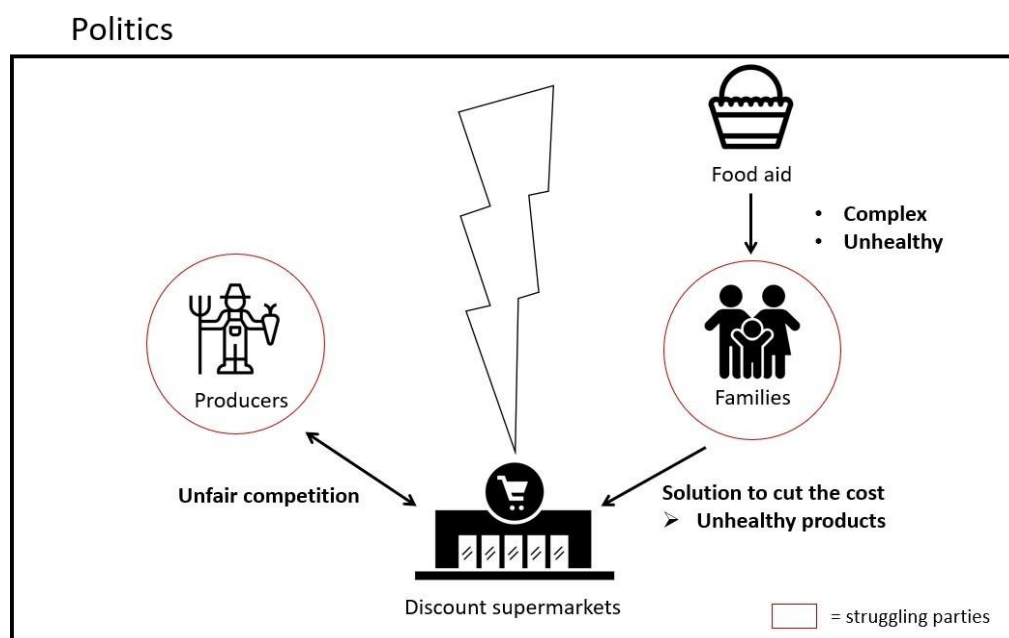 Politics
Food aid
• Complex
• Unhealthy
Producers
Families
Unfair competition
Solution to cut the cost
➢ Unhealthy products
Discount supermarkets
= struggling parties